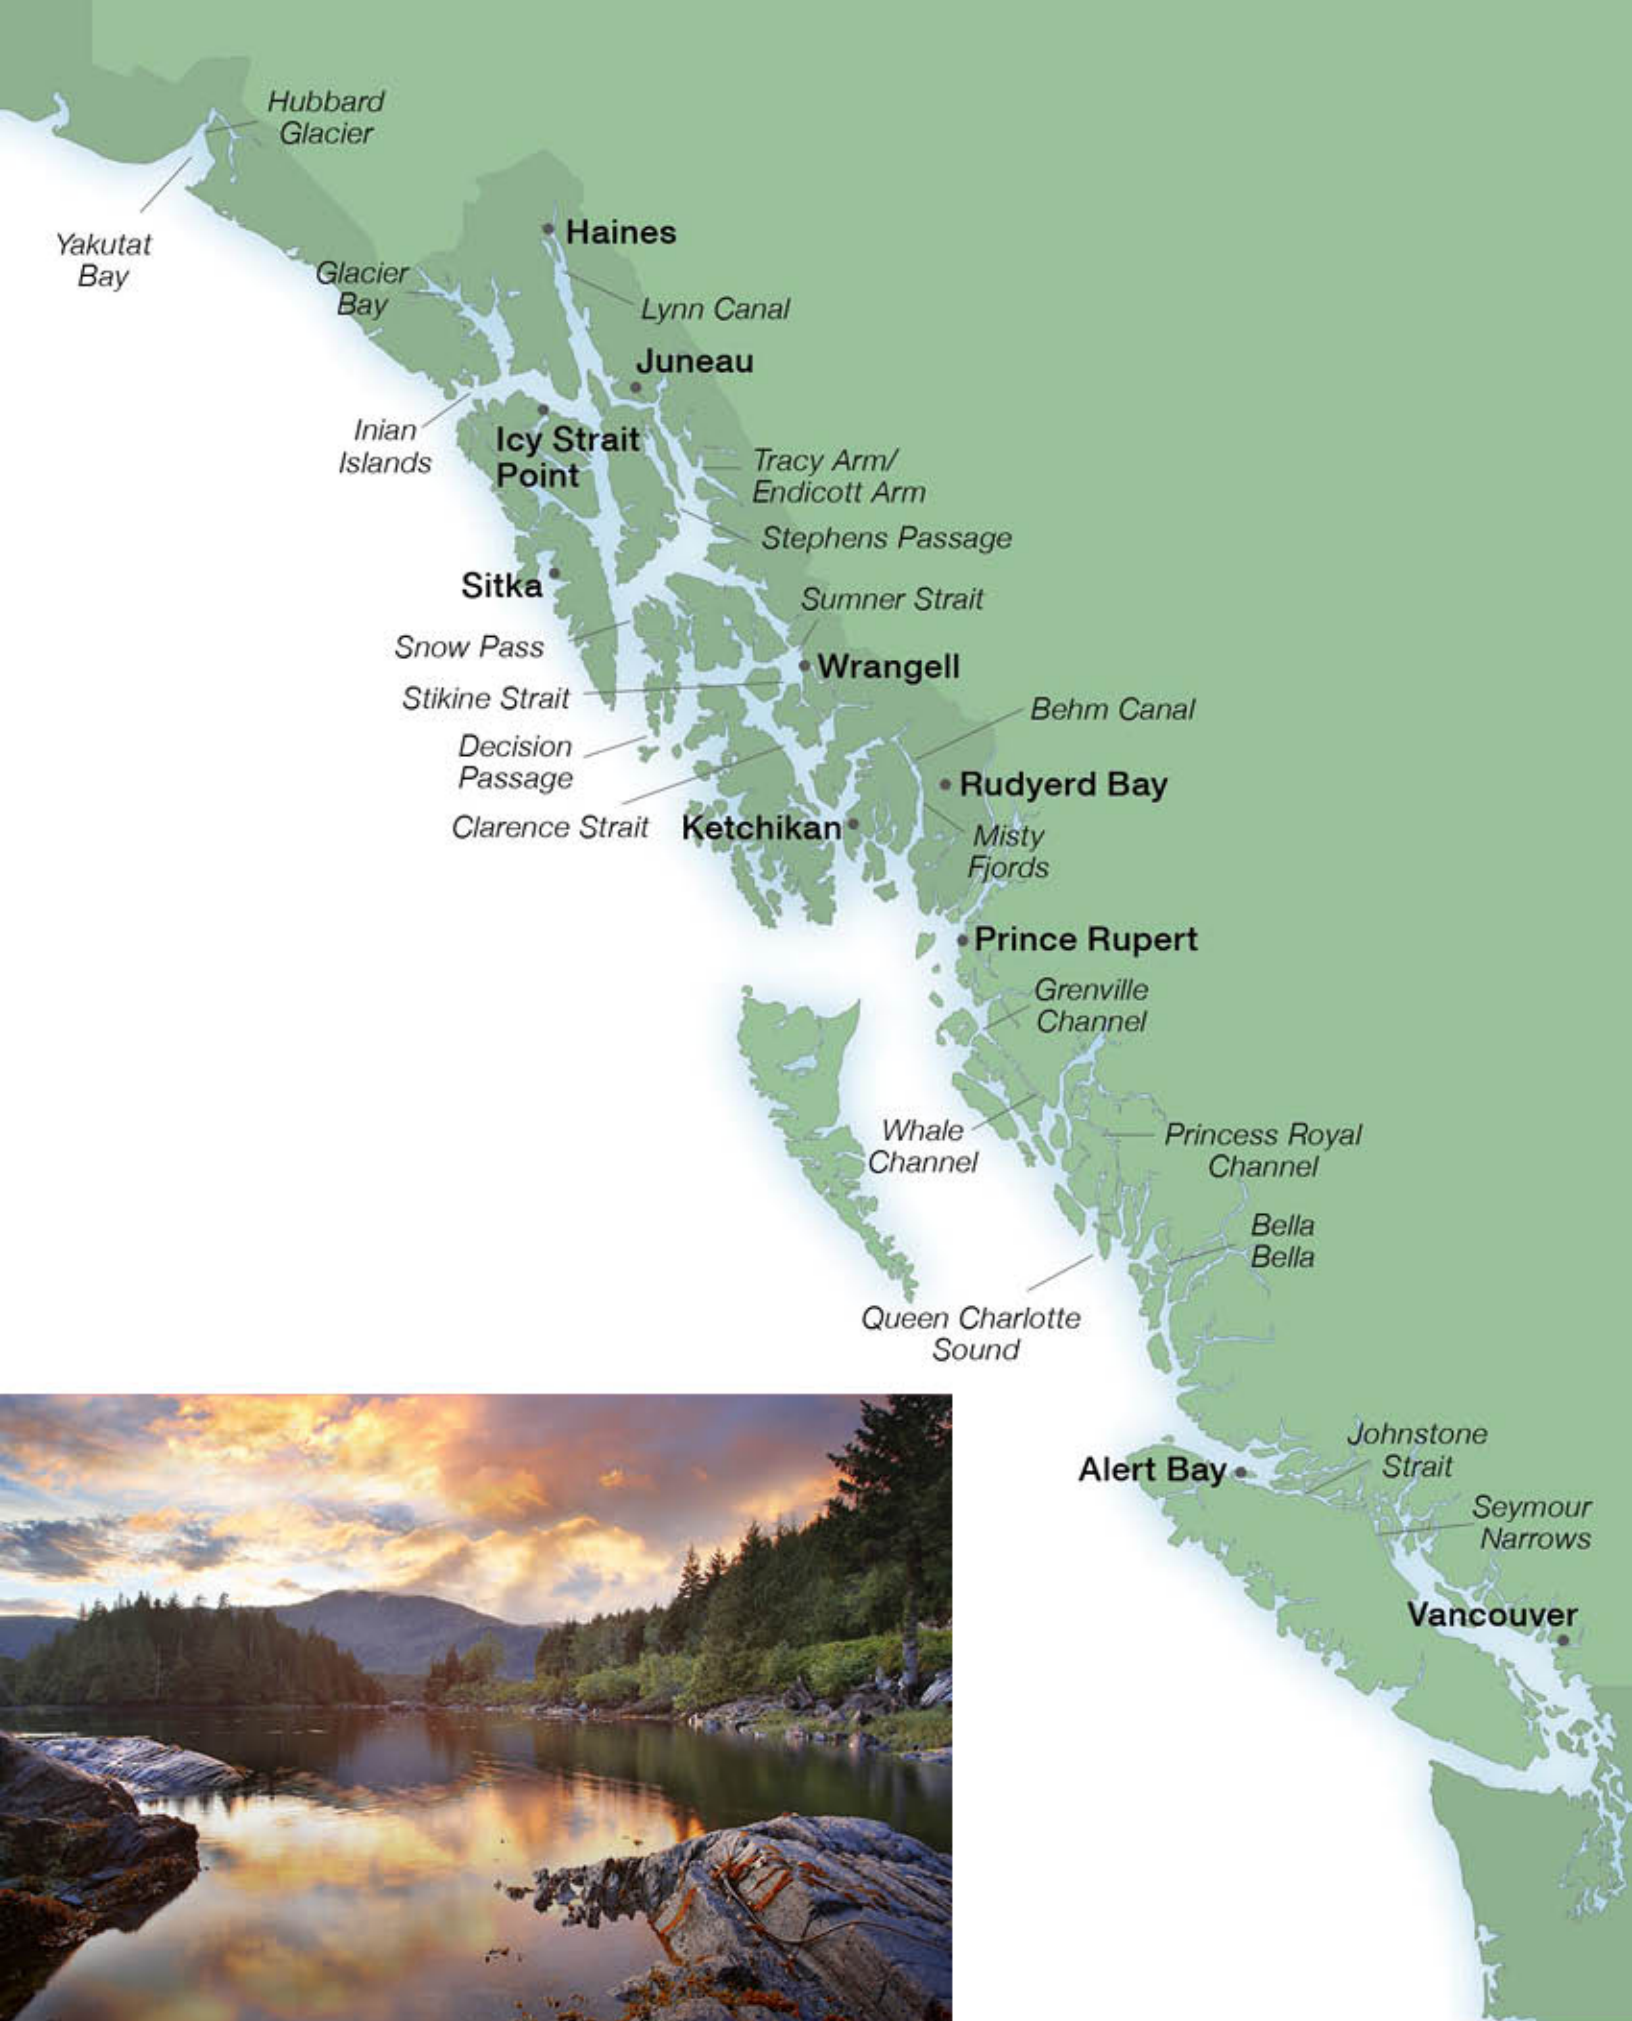 Hubbard
Glacier
Yakutat
Bay
Haines
Glacier
Bay
Lynn Canal
Juneau
Inian
Islands
Icy Strait
Point
Tracy Arm/
Endicott Arm
Stephens Passage
Sitka
Sumner Strait
Snow Pass
Wrangell
Stikine Strait
Behm Canal
Decision
Passage
Rudyerd Bay
Clarence Strait
Ketchikan
Misty
Fjords
Prince Rupert
Grenville
Channel
Whale
Channel
Princess Royal
Channel
Bella
Bella
Queen Charlotte
Sound
Johnstone
Strait
Alert Bay
Seymour
Narrows
Vancouver